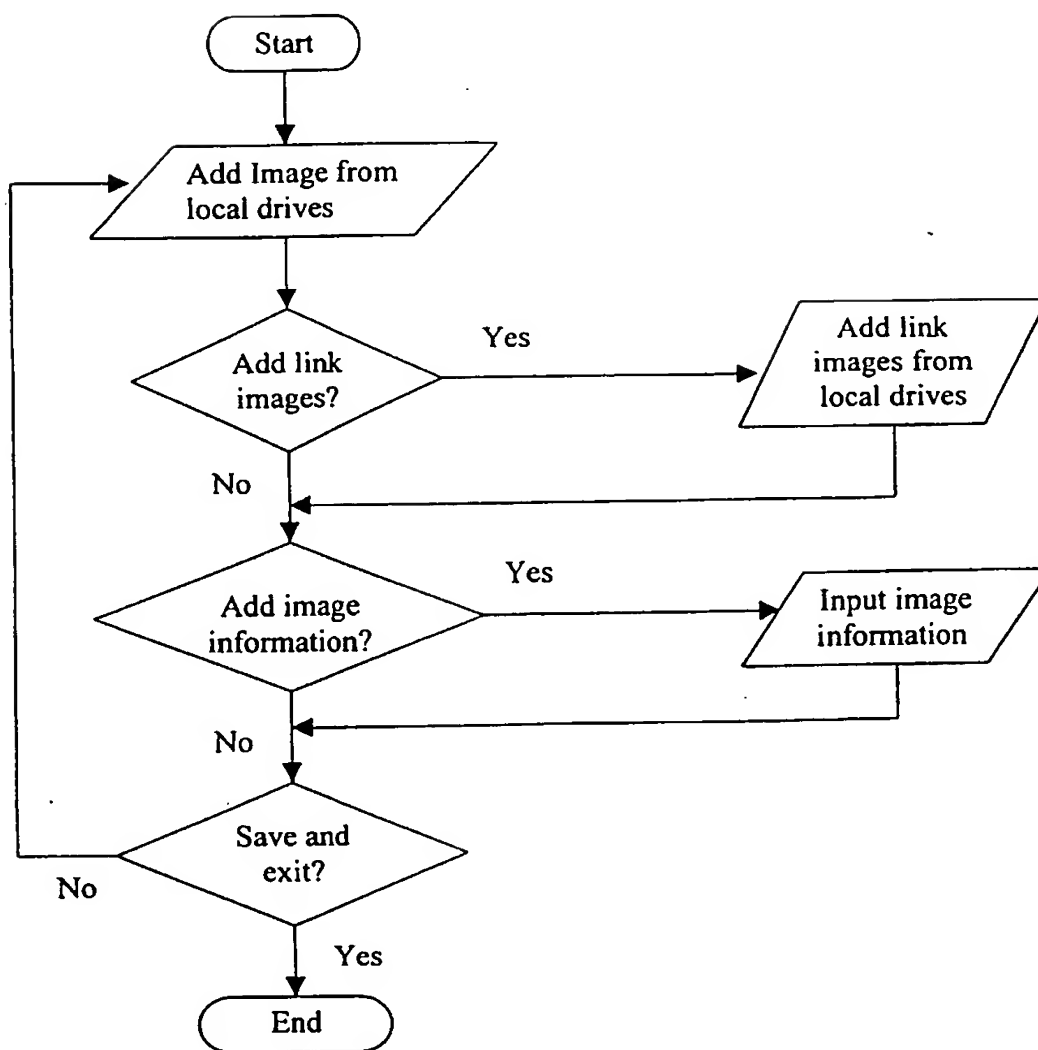 Start
Add Image from
local drives
Add link
images?
Yes
Add link
images from
local drives
No
Add image
information?
Yes
Input image
information
No
Save and
exit?
No
Yes
End